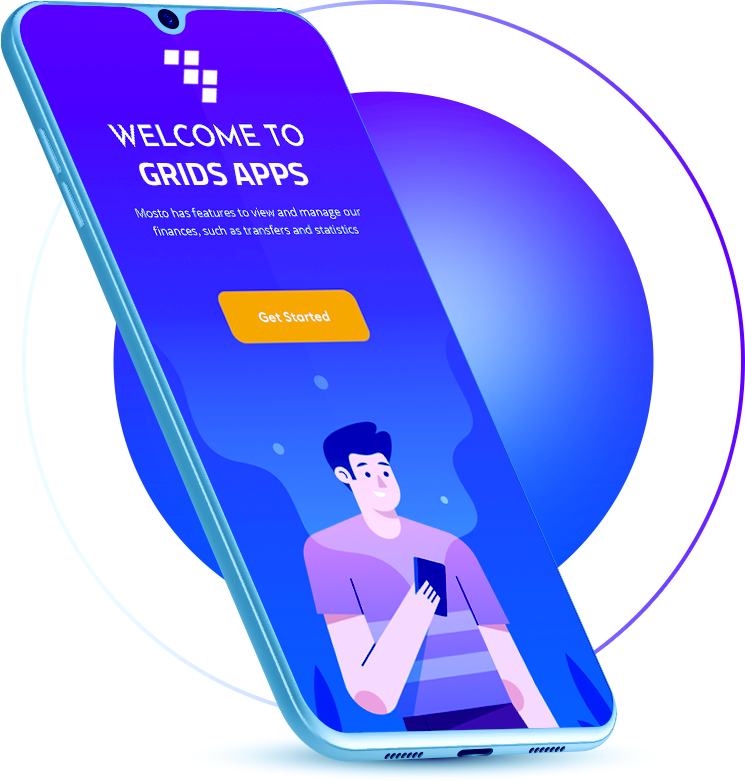 WELCOME TO
GRIDS APPS
Mosto has features to view and manage our
finances, such as transfers and statistics
Get Started